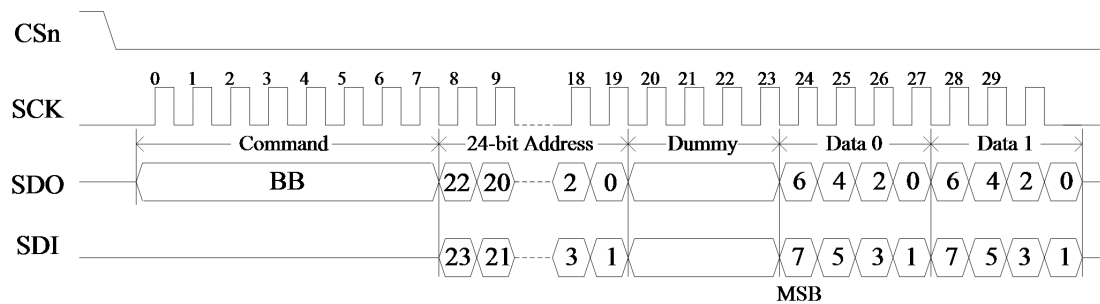 CSn
0 1 2 3 4 5 6 7 8 9 18 19 20 21 22 23 24 25 26 27 28 29
SCK
Command 24-bit Address Dummy Data 0 Data 1
SDO BB 22 20 2 0 6 4 2 0 6 4 2 0
SDI 23 21 3 1 7 5 3 1 7 5 3 1
MSB